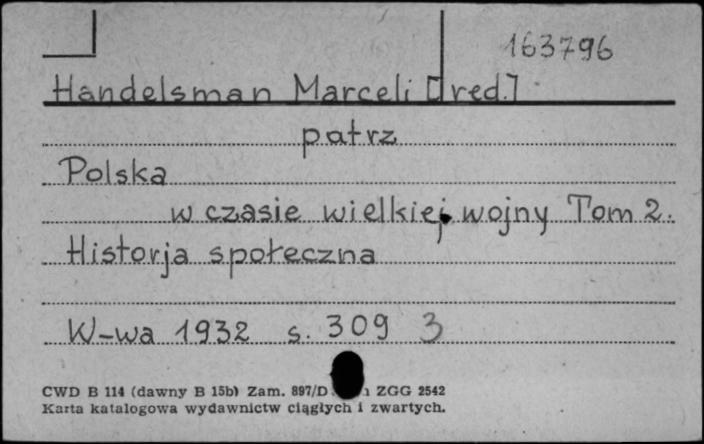 163796
Handelsman Marceli [red.]
patrz
Polska
w czasie wielkiej wojny Tom 2.
Historja społeczna
W-wa 1932 s. 309 3
CWD B 114 (dawny B 15b) Zam. 897/D ZGG 2542
Karta katalogowa wydawnictw ciągłych i zwartych.